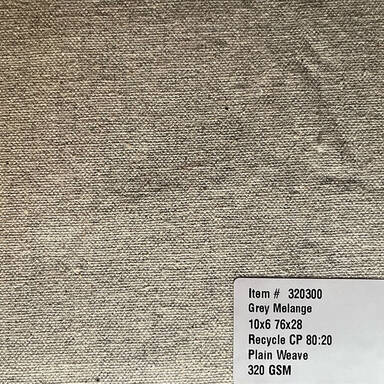 Item # 320300
Grey Melange
10x6 76x28
Recycle CP 80:20
Plain Weave
320 GSM